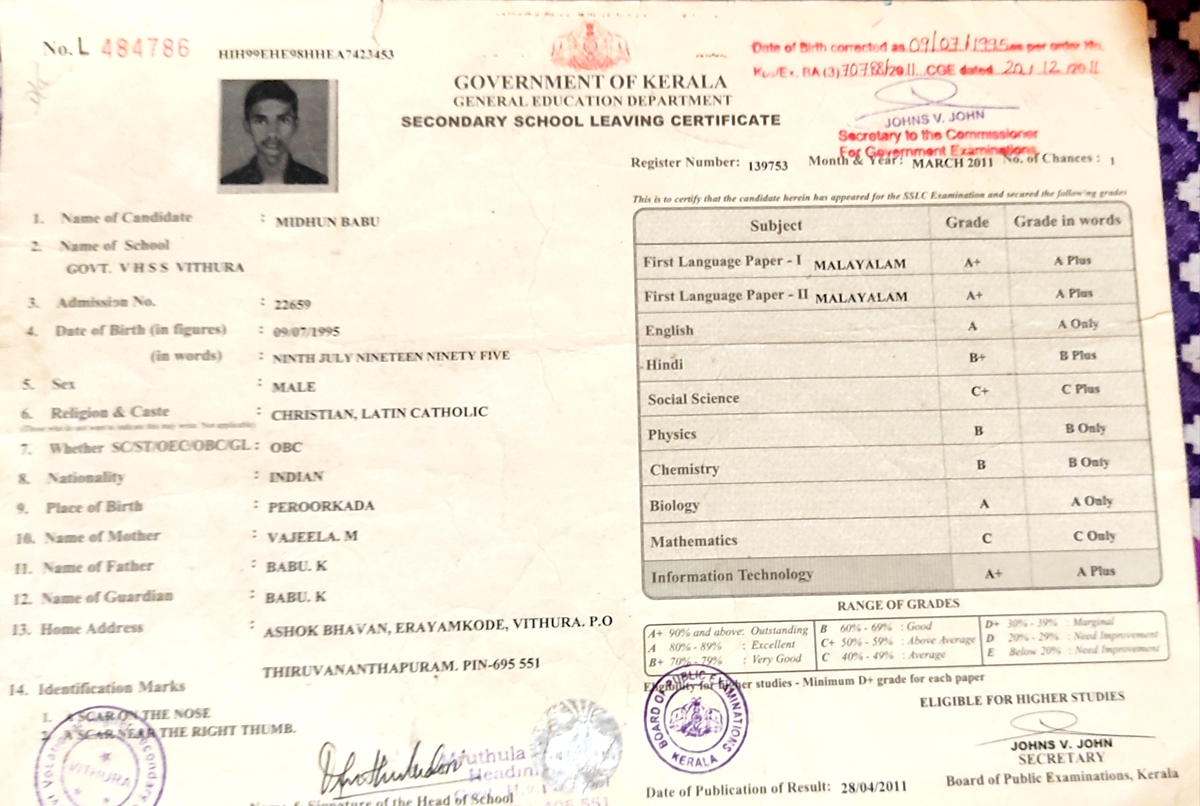 No. L 484786
HIH99EHE98HHEA7423453
Date of Birth corrected as 09/07/1995 as per order No.
Ex. BA (3) 70788/2011 CGE dated 20/12/2011
GOVERNMENT OF KERALA
GENERAL EDUCATION DEPARTMENT
SECONDARY SCHOOL LEAVING CERTIFICATE
JOHNS V. JOHN
Secretary to the Commissioner
For Government Examinations
Register Number: 139753 Month & Year: MARCH 2011 No. of Chances : 1
1. Name of Candidate : MIDHUN BABU
2. Name of School
GOVT. V H S S VITHURA
3. Admission No. : 22659
4. Date of Birth (in figures) : 09/07/1995
(in words) : NINTH JULY NINETEEN NINETY FIVE
5. Sex : MALE
6. Religion & Caste : CHRISTIAN, LATIN CATHOLIC
(Those who do not want to indicate this may write: Not applicable)
7. Whether SC/ST/OEC/OBC/GL : OBC
8. Nationality : INDIAN
9. Place of Birth : PEROORKADA
10. Name of Mother : VAJEELA. M
11. Name of Father : BABU. K
12. Name of Guardian : BABU. K
13. Home Address : ASHOK BHAVAN, ERAYAMKODE, VITHURA. P.O
THIRUVANANTHAPURAM. PIN-695 551
14. Identification Marks
1. A SCAR ON THE NOSE
2. A SCAR NEAR THE RIGHT THUMB.
VITHURA
Name & Signature of the Head of School
This is to certify that the candidate herein has appeared for the SSLC Examination and secured the following grades
Subject Grade Grade in words
First Language Paper - I MALAYALAM A+ A Plus
First Language Paper - II MALAYALAM A+ A Plus
English A A Only
Hindi B+ B Plus
Social Science C+ C Plus
Physics B B Only
Chemistry B B Only
Biology A A Only
Mathematics C C Only
Information Technology A+ A Plus
RANGE OF GRADES
A+ 90% and above: Outstanding B 60% - 69% : Good D+ 30% - 39% : Marginal
A 80% - 89% : Excellent C+ 50% - 59% : Above Average D 20% - 29% : Need Improvement
B+ 70% - 79% : Very Good C 40% - 49% : Average E Below 20% : Need Improvement
Eligibility for higher studies - Minimum D+ grade for each paper
BOARD OF PUBLIC EXAMINATIONS
KERALA
ELIGIBLE FOR HIGHER STUDIES
JOHNS V. JOHN
SECRETARY
Board of Public Examinations, Kerala
Date of Publication of Result: 28/04/2011